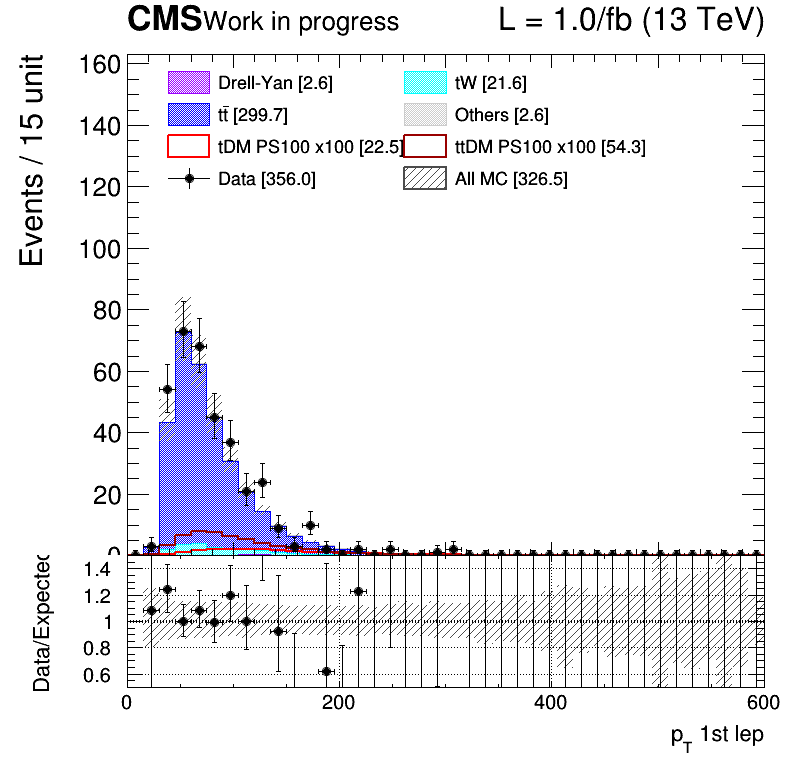 CMS Work in progress L = 1.0/fb (13 TeV)
Events / 15 unit
160
140
120
100
80
60
40
20
0
Drell-Yan [2.6] tW [21.6]
tt̄ [299.7] Others [2.6]
tDM PS100 x100 [22.5] ttDM PS100 x100 [54.3]
Data [356.0] All MC [326.5]
Data/Expected
1.4
1.2
1
0.8
0.6
0 200 400 600
p_T 1st lep